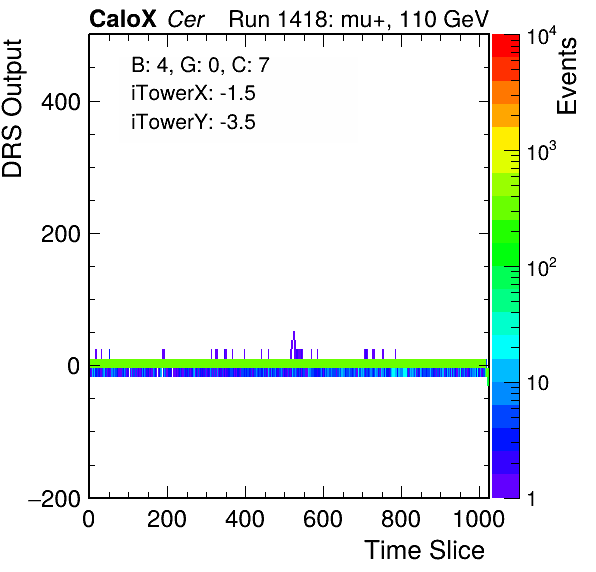 CaloX Cer Run 1418: mu+, 110 GeV
B: 4, G: 0, C: 7
iTowerX: -1.5
iTowerY: -3.5
DRS Output
400
200
0
−200
0 200 400 600 800 1000
Time Slice
10^4
10^3
10^2
10
1
Events